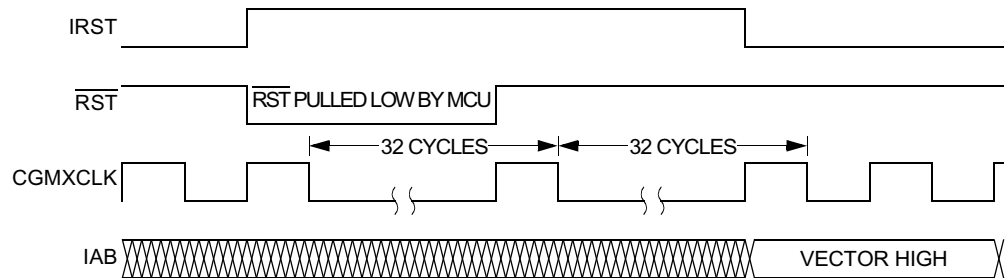 IRST
RST
RST PULLED LOW BY MCU
32 CYCLES
32 CYCLES
CGMXCLK
IAB
VECTOR HIGH